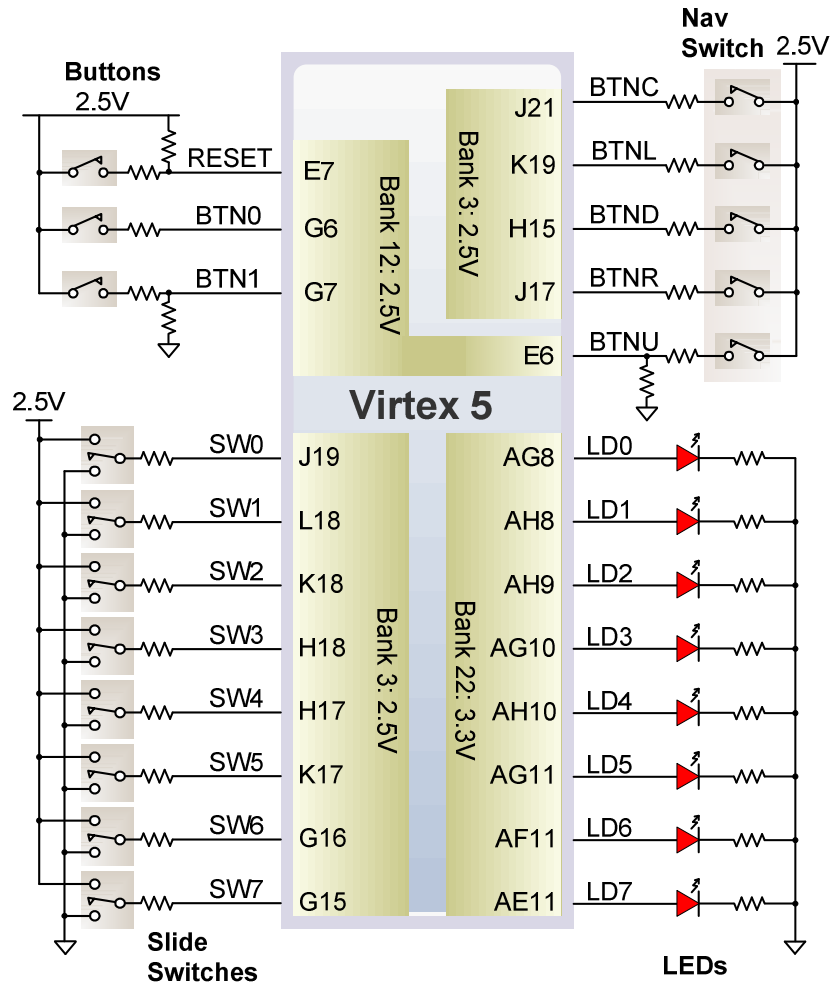 Nav
Switch
2.5V
Buttons
2.5V
RESET
BTN0
BTN1
E7
G6
G7
Bank 12: 2.5V
Bank 3: 2.5V
J21
K19
H15
J17
E6
BTNC
BTNL
BTND
BTNR
BTNU
Virtex 5
2.5V
SW0
SW1
SW2
SW3
SW4
SW5
SW6
SW7
J19
L18
K18
H18
H17
K17
G16
G15
Bank 3: 2.5V
Bank 22: 3.3V
AG8
AH8
AH9
AG10
AH10
AG11
AF11
AE11
LD0
LD1
LD2
LD3
LD4
LD5
LD6
LD7
Slide
Switches
LEDs